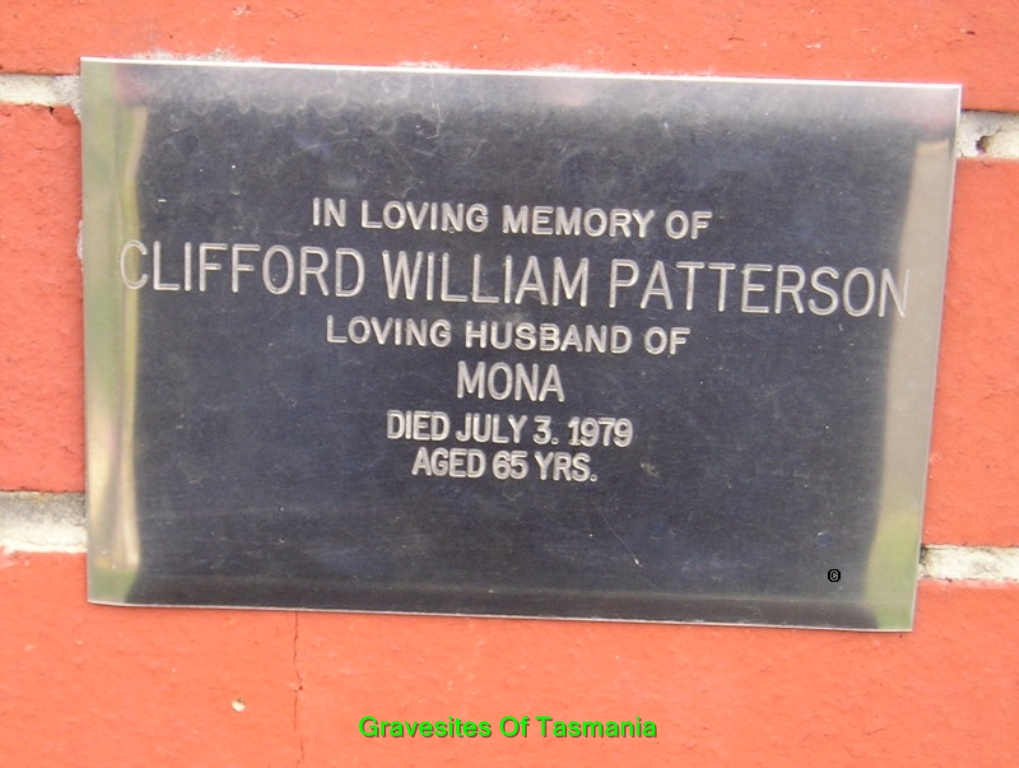 IN LOVING MEMORY OF
CLIFFORD WILLIAM PATTERSON
LOVING HUSBAND OF
MONA
DIED JULY 3. 1979
AGED 65 YRS.
©
Gravesites Of Tasmania